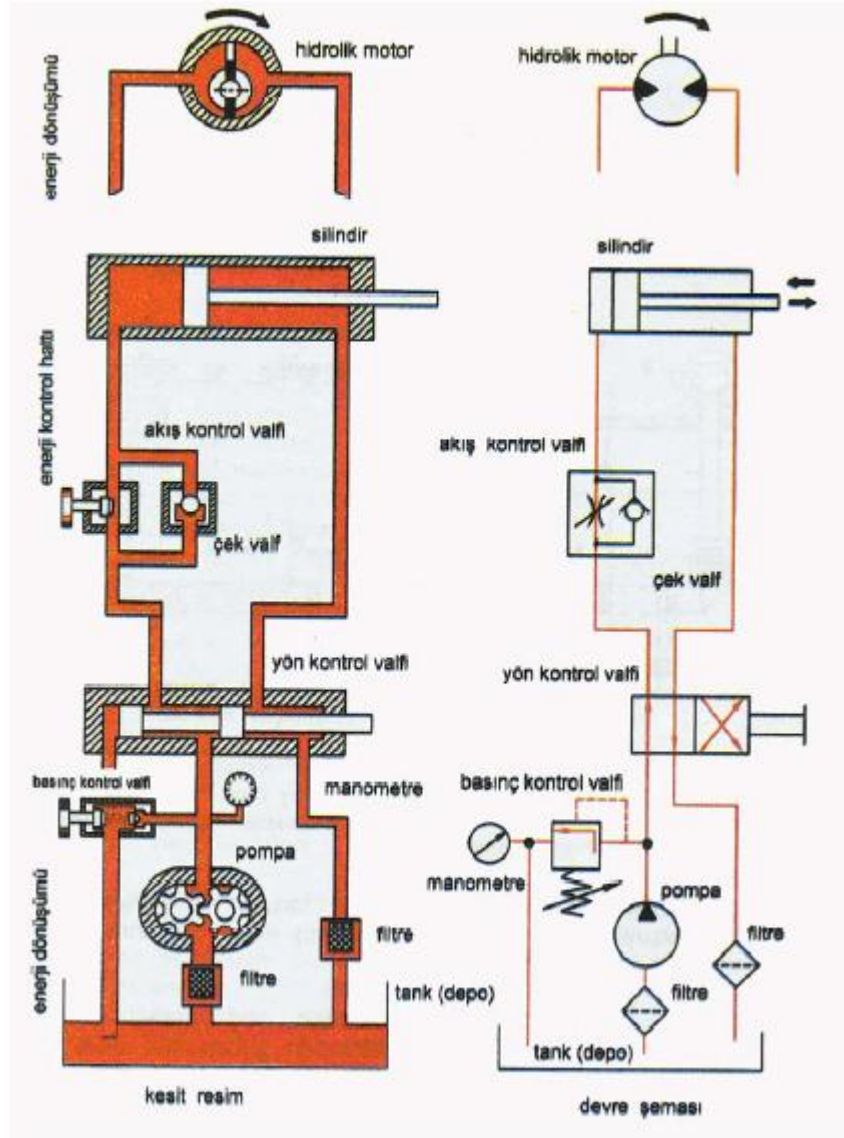 hidrolik motor
enerji dönüşümü
silindir
enerji kontrol hattı
akış kontrol valfi
çek valf
yön kontrol valfi
basınç kontrol valfi
manometre
pompa
enerji dönüşümü
filtre
filtre
tank (depo)
kesit resim
hidrolik motor
silindir
akış kontrol valfi
çek valf
yön kontrol valfi
basınç kontrol valfi
manometre
pompa
filtre
filtre
tank (depo)
devre şeması